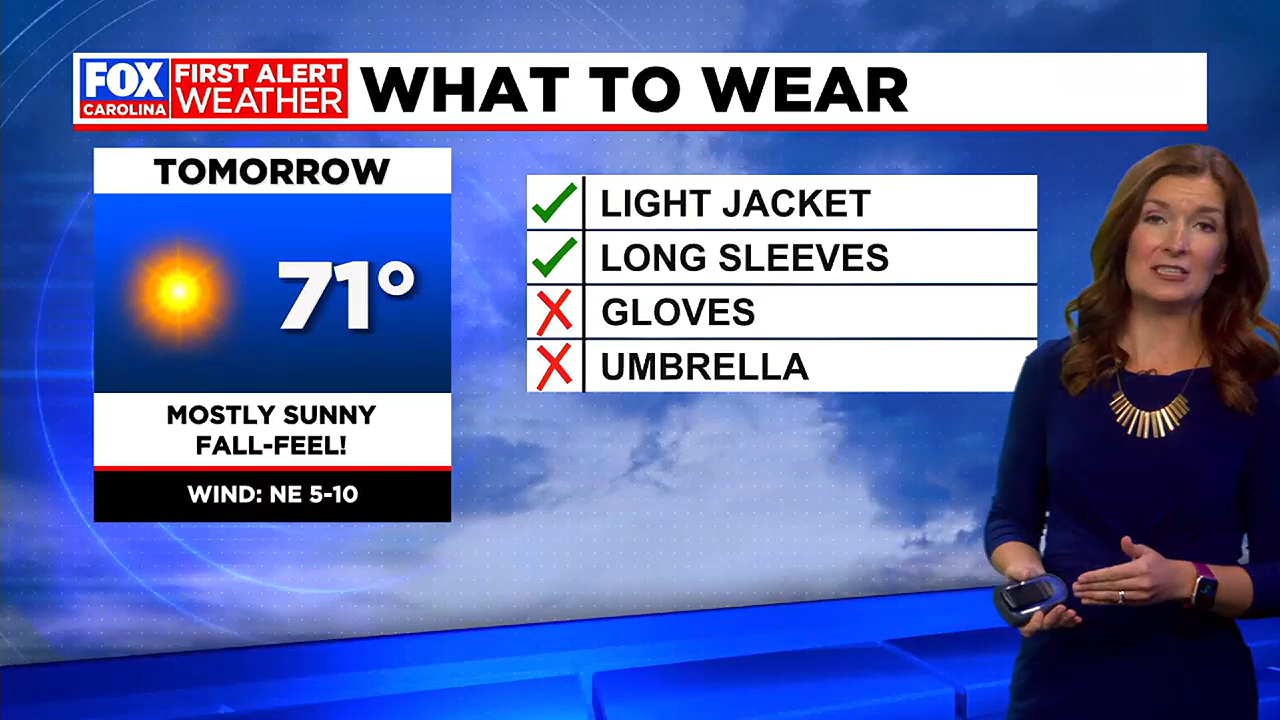 FOX
CAROLINA
FIRST ALERT
WEATHER
WHAT TO WEAR
TOMORROW
71°
MOSTLY SUNNY
FALL-FEEL!
WIND: NE 5-10
LIGHT JACKET
LONG SLEEVES
GLOVES
UMBRELLA